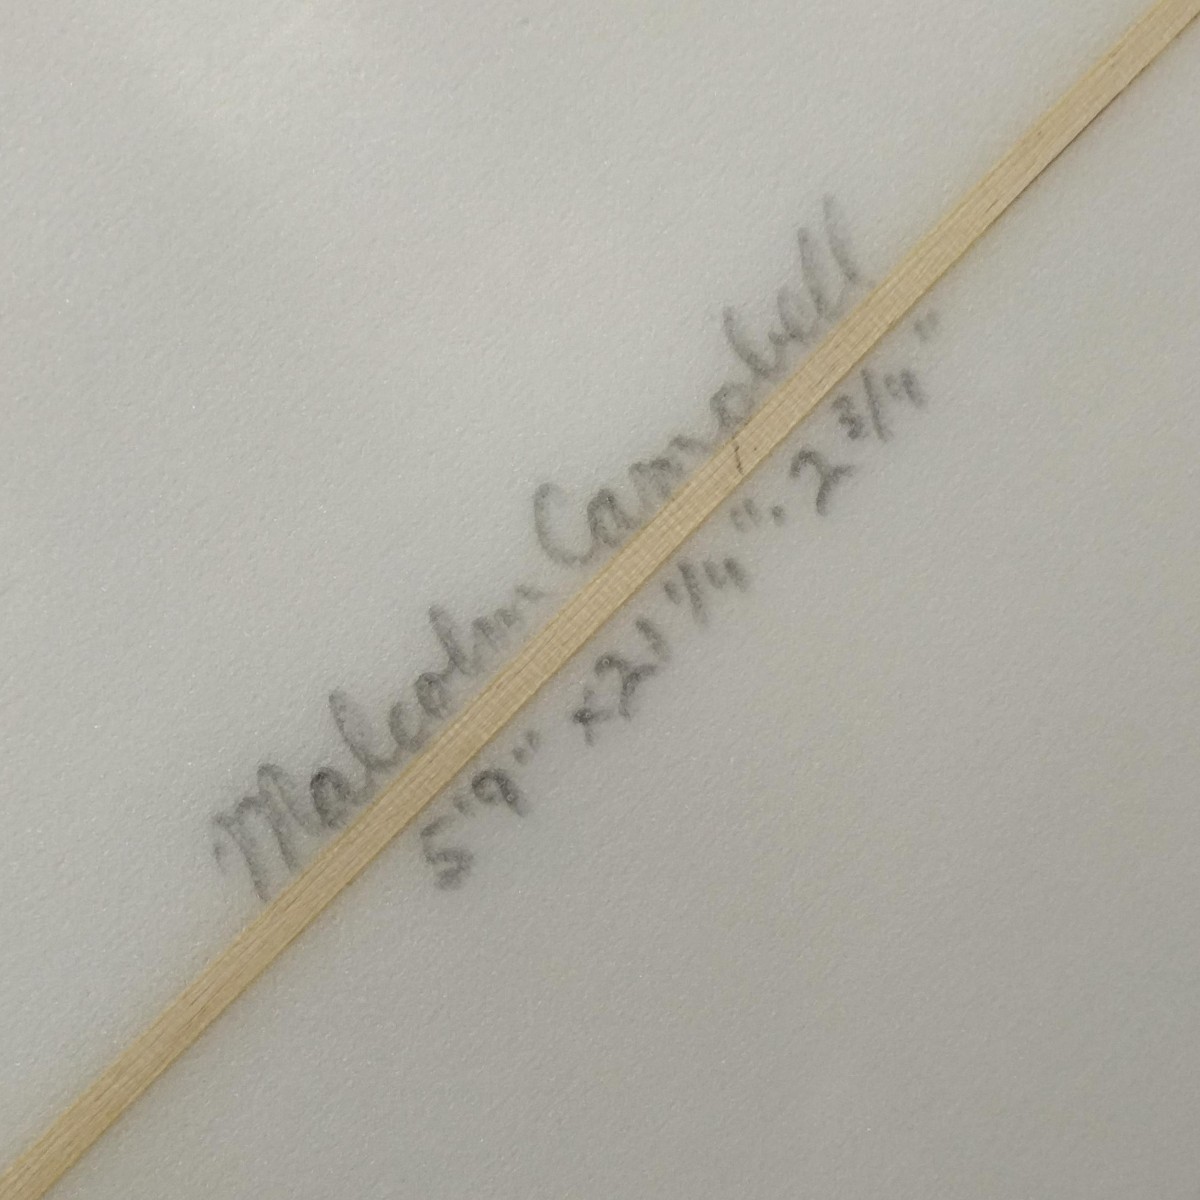 Malcolm Campbell
5'9" x 21 1/4" . 2 3/4"